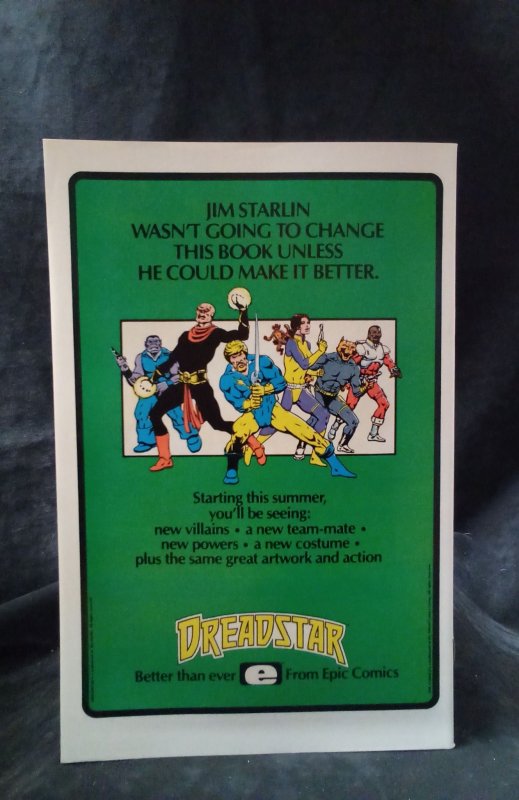 JIM STARLIN
WASN'T GOING TO CHANGE
THIS BOOK UNLESS
HE COULD MAKE IT BETTER.
Starting this summer,
you'll be seeing:
new villains • a new team-mate •
new powers • a new costume •
plus the same great artwork and action
DREADSTAR
Better than ever e From Epic Comics